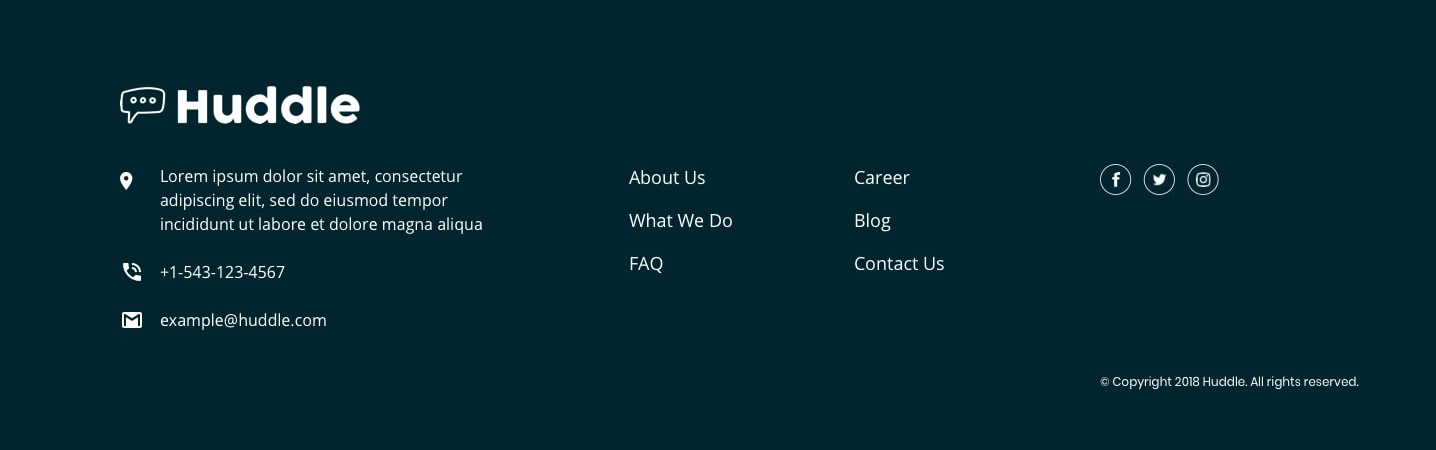 Huddle
Lorem ipsum dolor sit amet, consectetur
adipiscing elit, sed do eiusmod tempor
incididunt ut labore et dolore magna aliqua
+1-543-123-4567
example@huddle.com
About Us
What We Do
FAQ
Career
Blog
Contact Us
© Copyright 2018 Huddle. All rights reserved.